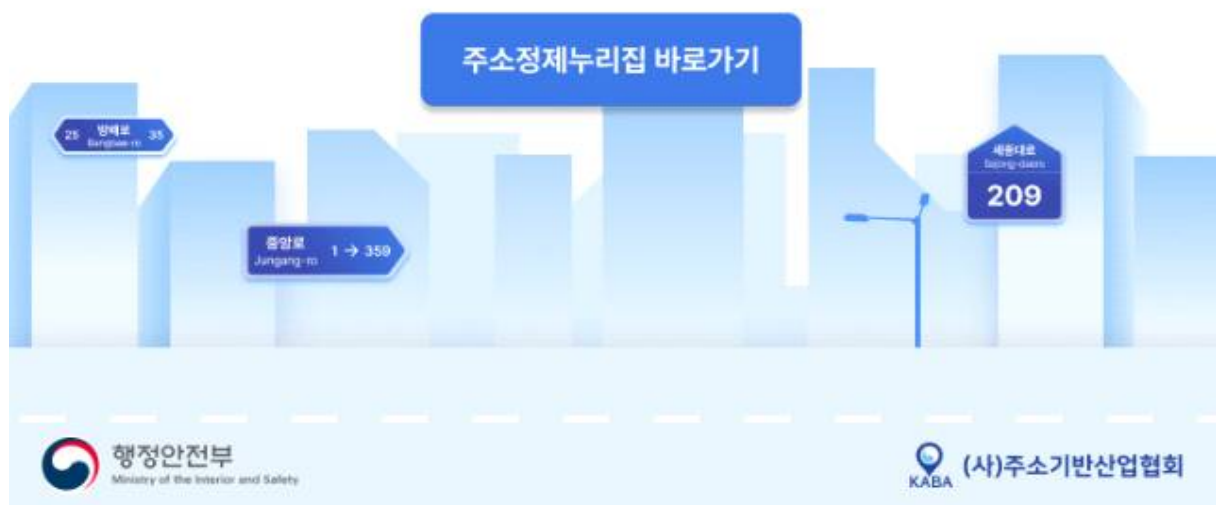 주소정제누리집 바로가기
25 방배로 35
Bangbae-ro
세종대로
Sejong-daero
209
중앙로 1 → 359
Jungang-ro
행정안전부
Ministry of the Interior and Safety
KABA (사)주소기반산업협회